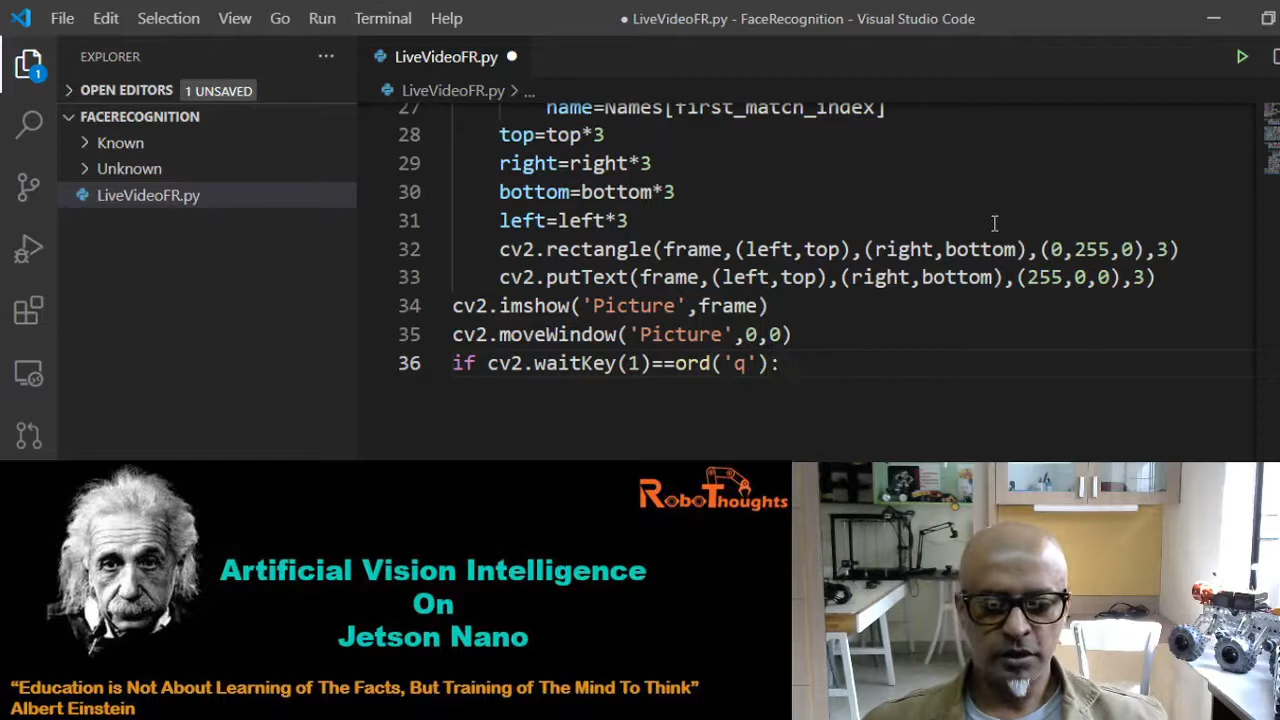 File Edit Selection View Go Run Terminal Help ● LiveVideoFR.py - FaceRecognition - Visual Studio Code
EXPLORER ···
LiveVideoFR.py ●
OPEN EDITORS 1 UNSAVED
LiveVideoFR.py > ...
FACERECOGNITION
Known
Unknown
LiveVideoFR.py
1
27 name=Names[first_match_index]
28 top=top*3
29 right=right*3
30 bottom=bottom*3
31 left=left*3
32 cv2.rectangle(frame,(left,top),(right,bottom),(0,255,0),3)
33 cv2.putText(frame,(left,top),(right,bottom),(255,0,0),3)
34 cv2.imshow('Picture',frame)
35 cv2.moveWindow('Picture',0,0)
36 if cv2.waitKey(1)==ord('q'):
RoboThoughts
Artificial Vision Intelligence
On
Jetson Nano
“Education is Not About Learning of The Facts, But Training of The Mind To Think”
Albert Einstein